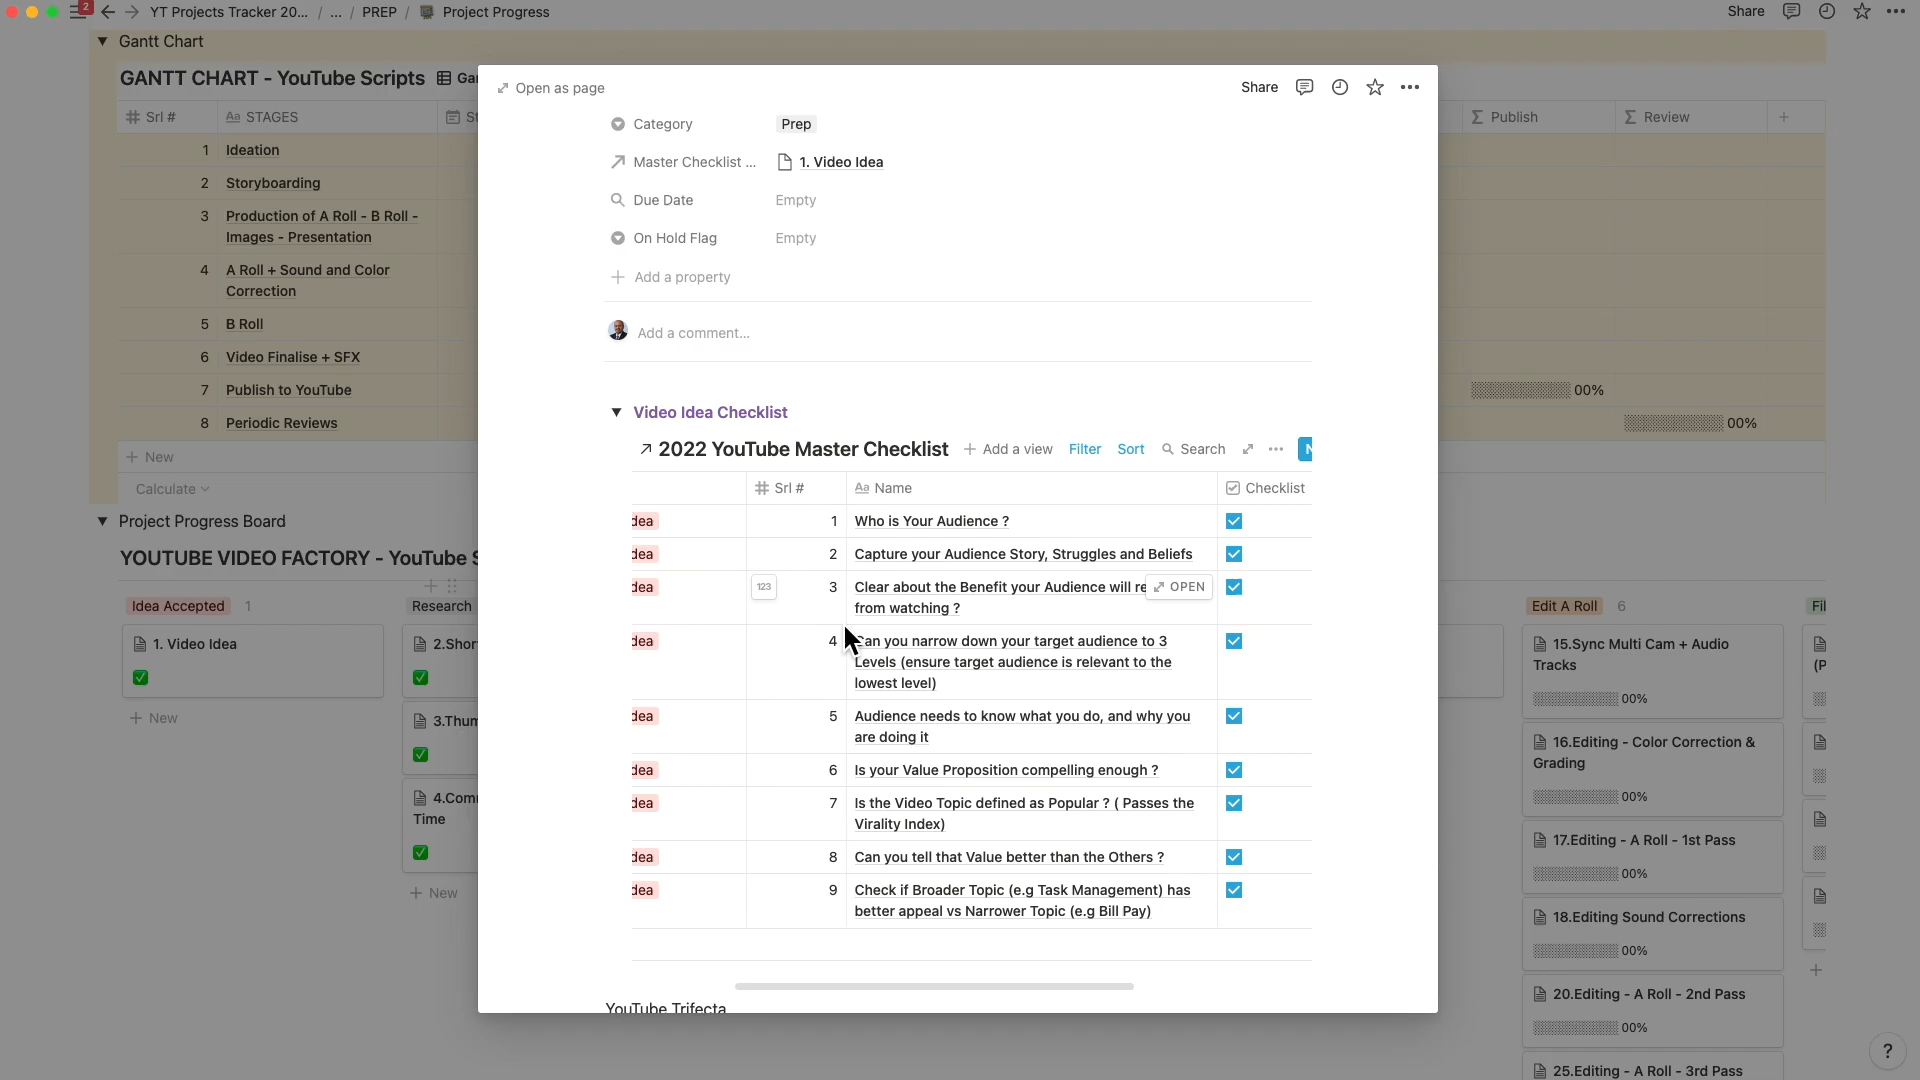 2
YT Projects Tracker 20... / ... / PREP / Project Progress
Share
Gantt Chart
GANTT CHART - YouTube Scripts
Srl #
STAGES
Publish
Review
1 Ideation
2 Storyboarding
3 Production of A Roll - B Roll -
Images - Presentation
4 A Roll + Sound and Color
Correction
5 B Roll
6 Video Finalise + SFX
7 Publish to YouTube
00%
8 Periodic Reviews
00%
+ New
Calculate
Project Progress Board
YOUTUBE VIDEO FACTORY - YouTube S
Idea Accepted 1
1. Video Idea
+ New
Research
2.Shor
3.Thum
4.Com
Time
+ New
Open as page
Share
Category
Prep
Master Checklist ...
1. Video Idea
Due Date
Empty
On Hold Flag
Empty
+ Add a property
Add a comment...
Video Idea Checklist
2022 YouTube Master Checklist
+ Add a view
Filter
Sort
Search
Srl #
Aa Name
Checklist
dea 1 Who is Your Audience ?
dea 2 Capture your Audience Story, Struggles and Beliefs
dea 123 3 Clear about the Benefit your Audience will re OPEN
from watching ?
dea 4 Can you narrow down your target audience to 3
Levels (ensure target audience is relevant to the
lowest level)
dea 5 Audience needs to know what you do, and why you
are doing it
dea 6 Is your Value Proposition compelling enough ?
dea 7 Is the Video Topic defined as Popular ? ( Passes the
Virality Index)
dea 8 Can you tell that Value better than the Others ?
dea 9 Check if Broader Topic (e.g Task Management) has
better appeal vs Narrower Topic (e.g Bill Pay)
YouTube Trifecta
Edit A Roll 6
15.Sync Multi Cam + Audio
Tracks
00%
16.Editing - Color Correction &
Grading
00%
17.Editing - A Roll - 1st Pass
00%
18.Editing Sound Corrections
00%
20.Editing - A Roll - 2nd Pass
00%
25.Editing - A Roll - 3rd Pass
Fil
(P
?